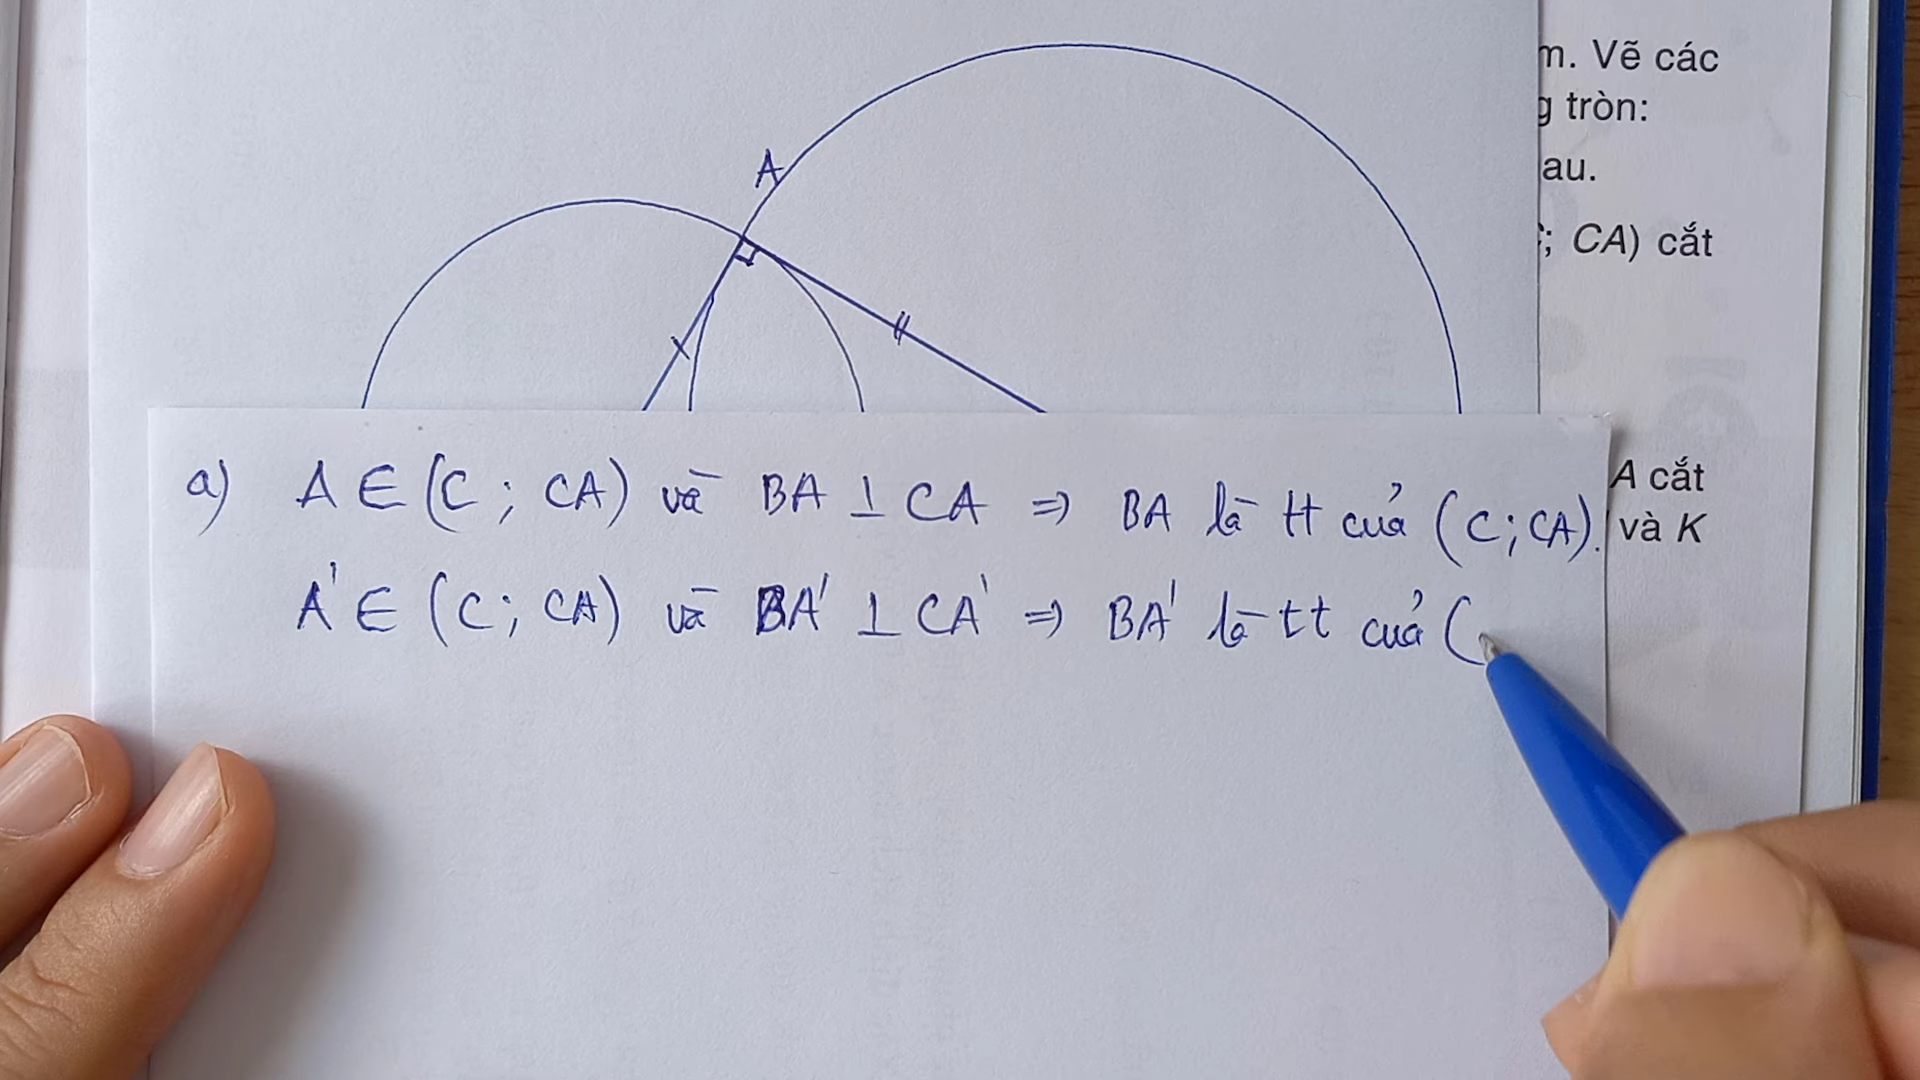 m. Vẽ các
g tròn:
au.
; CA) cắt
A
A cắt
và K
a) A ∈ (C ; CA) và BA ⊥ CA ⇒ BA là tt của (C ; CA).
A' ∈ (C ; CA) và BA' ⊥ CA' ⇒ BA' là tt của (